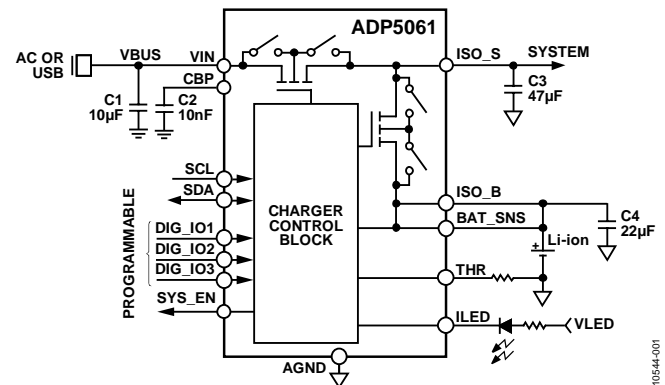 ADP5061
AC OR
USB
VBUS
VIN
CBP
C1
10µF
C2
10nF
ISO_S
SYSTEM
C3
47µF
SCL
SDA
PROGRAMMABLE
DIG_IO1
DIG_IO2
DIG_IO3
SYS_EN
CHARGER
CONTROL
BLOCK
ISO_B
BAT_SNS
+
Li-ion
C4
22µF
THR
ILED
VLED
AGND
10544-001